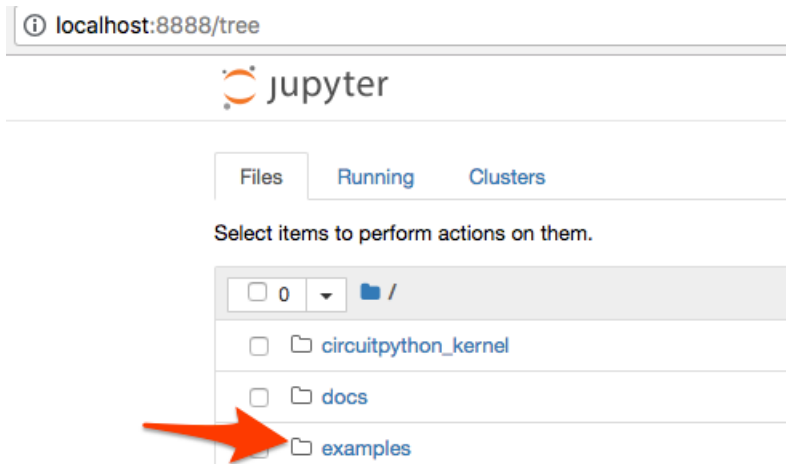 localhost:8888/tree
jupyter
Files Running Clusters
Select items to perform actions on them.
0 /
circuitpython_kernel
docs
examples